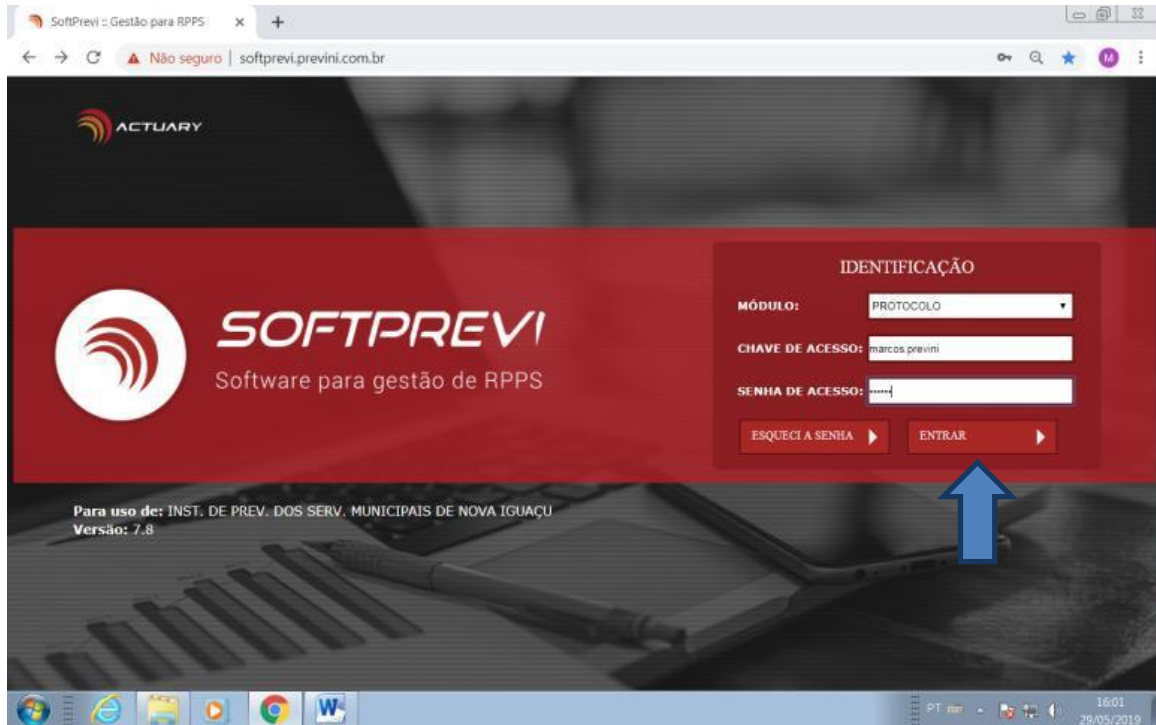 SoftPrevi :: Gestão para RPPS
Não seguro | softprevi.previni.com.br
M
ACTUARY
IDENTIFICAÇÃO
MÓDULO: PROTOCOLO
CHAVE DE ACESSO: marcos.previni
SENHA DE ACESSO: ••••••
ESQUECI A SENHA ENTRAR
SOFTPREVI
Software para gestão de RPPS
Para uso de: INST. DE PREV. DOS SERV. MUNICIPAIS DE NOVA IGUAÇU
Versão: 7.8
W
PT
16:01
29/05/2019